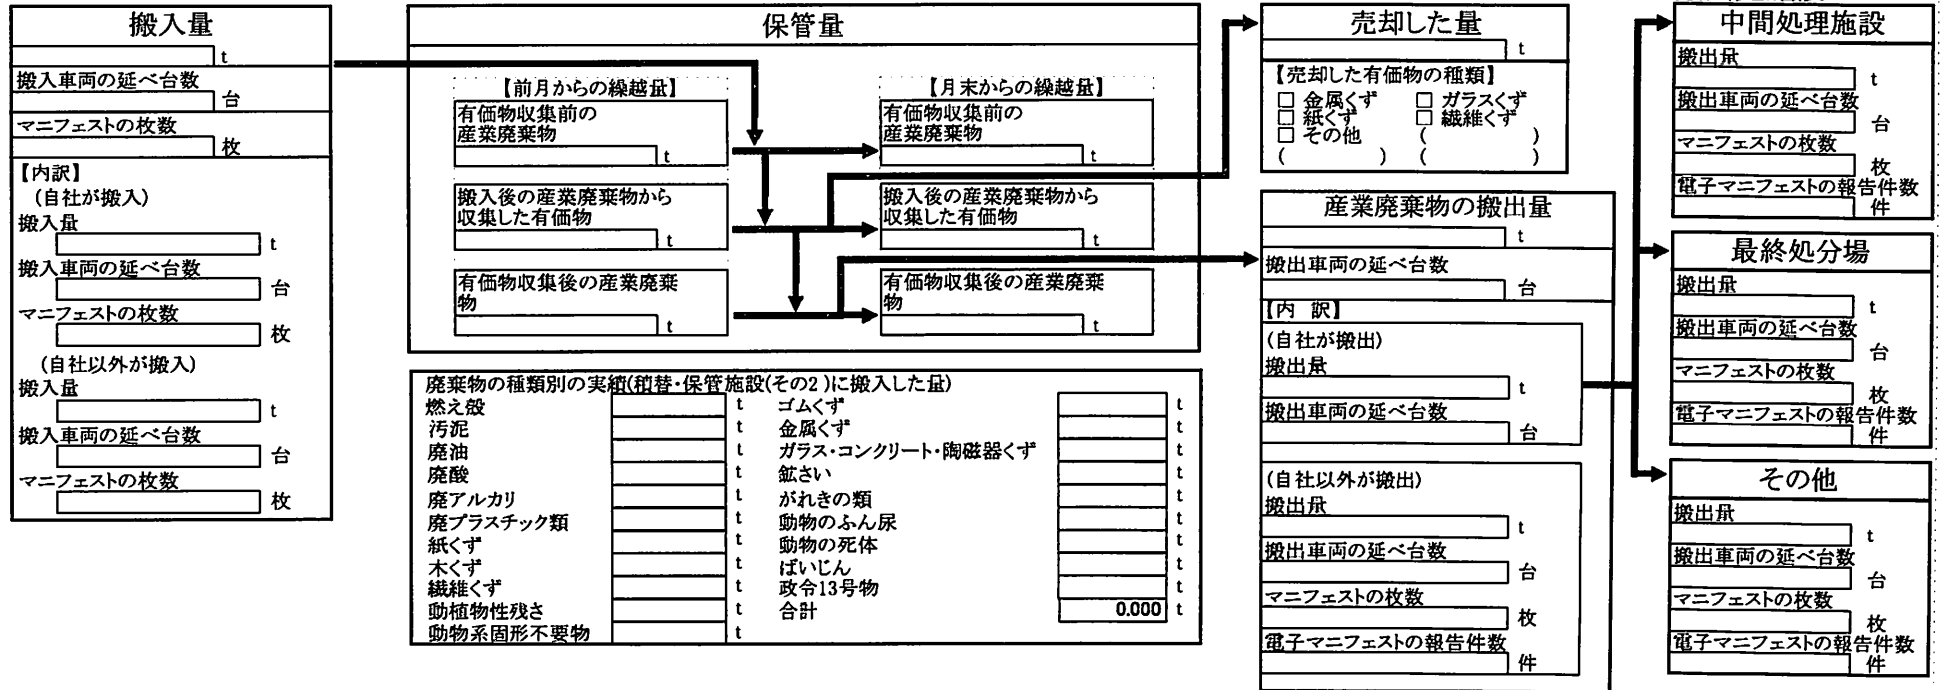 搬入量
t
搬入車両の延べ台数
台
マニフェストの枚数
枚
【内訳】
(自社が搬入)
搬入量
t
搬入車両の延べ台数
台
マニフェストの枚数
枚
(自社以外が搬入)
搬入量
t
搬入車両の延べ台数
台
マニフェストの枚数
枚
保管量
【前月からの繰越量】
有価物収集前の
産業廃棄物
t
搬入後の産業廃棄物から
収集した有価物
t
有価物収集後の産業廃棄
物
t
【月末からの繰越量】
有価物収集前の
産業廃棄物
t
搬入後の産業廃棄物から
収集した有価物
t
有価物収集後の産業廃棄
物
t
廃棄物の種類別の実績(積替・保管施設(その2)に搬入した量)
燃え殻 t
汚泥 t
廃油 t
廃酸 t
廃アルカリ t
廃プラスチック類 t
紙くず t
木くず t
繊維くず t
動植物性残さ t
動物系固形不要物 t
ゴムくず t
金属くず t
ガラス・コンクリート・陶磁器くず t
鉱さい t
がれきの類 t
動物のふん尿 t
動物の死体 t
ばいじん t
政令13号物 t
合計 0.000 t
売却した量
t
【売却した有価物の種類】
□ 金属くず □ ガラスくず
□ 紙くず □ 繊維くず
□ その他 ( )
( ) ( )
産業廃棄物の搬出量
t
搬出車両の延べ台数
台
【内 訳】
(自社が搬出)
搬出量
t
搬出車両の延べ台数
台
(自社以外が搬出)
搬出量
t
搬出車両の延べ台数
台
マニフェストの枚数
枚
電子マニフェストの報告件数
件
中間処理施設
搬出量
t
搬出車両の延べ台数
台
マニフェストの枚数
枚
電子マニフェストの報告件数
件
最終処分場
搬出量
t
搬出車両の延べ台数
台
マニフェストの枚数
枚
電子マニフェストの報告件数
件
その他
搬出量
t
搬出車両の延べ台数
台
マニフェストの枚数
枚
電子マニフェストの報告件数
件